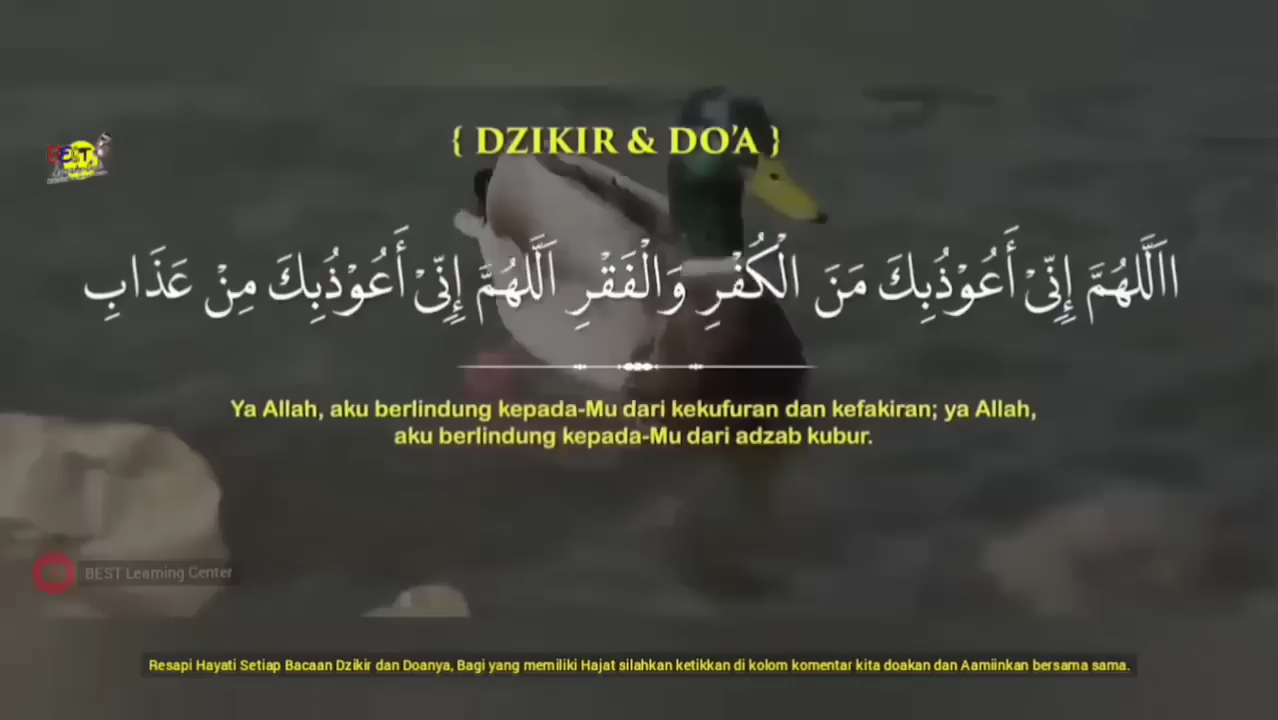 { DZIKIR & DO'A }
BEST
اَاللَّهُمَّ إِنِّىْ أَعُوْذُبِكَ مَنَ الْكُفْرِ وَالْفَقْرِ اَللَّهُمَّ إِنِّىْ أَعُوْذُبِكَ مِنْ عَذَابِ
Ya Allah, aku berlindung kepada-Mu dari kekufuran dan kefakiran; ya Allah,
aku berlindung kepada-Mu dari adzab kubur.
BEST Learning Center
Resapi Hayati Setiap Bacaan Dzikir dan Doanya, Bagi yang memiliki Hajat silahkan ketikkan di kolom komentar kita doakan dan Aamiinkan bersama sama.